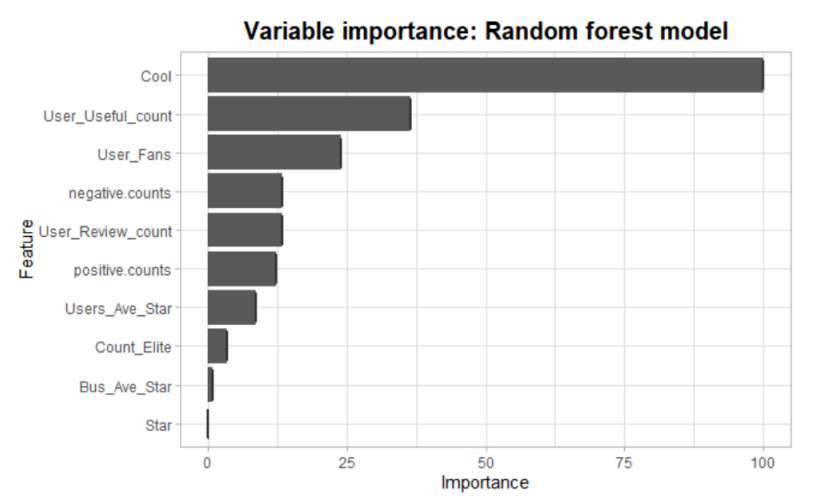 Variable importance: Random forest model
Cool
User_Useful_count
User_Fans
negative.counts
User_Review_count
positive.counts
Users_Ave_Star
Count_Elite
Bus_Ave_Star
Star
Feature
0 25 50 75 100
Importance